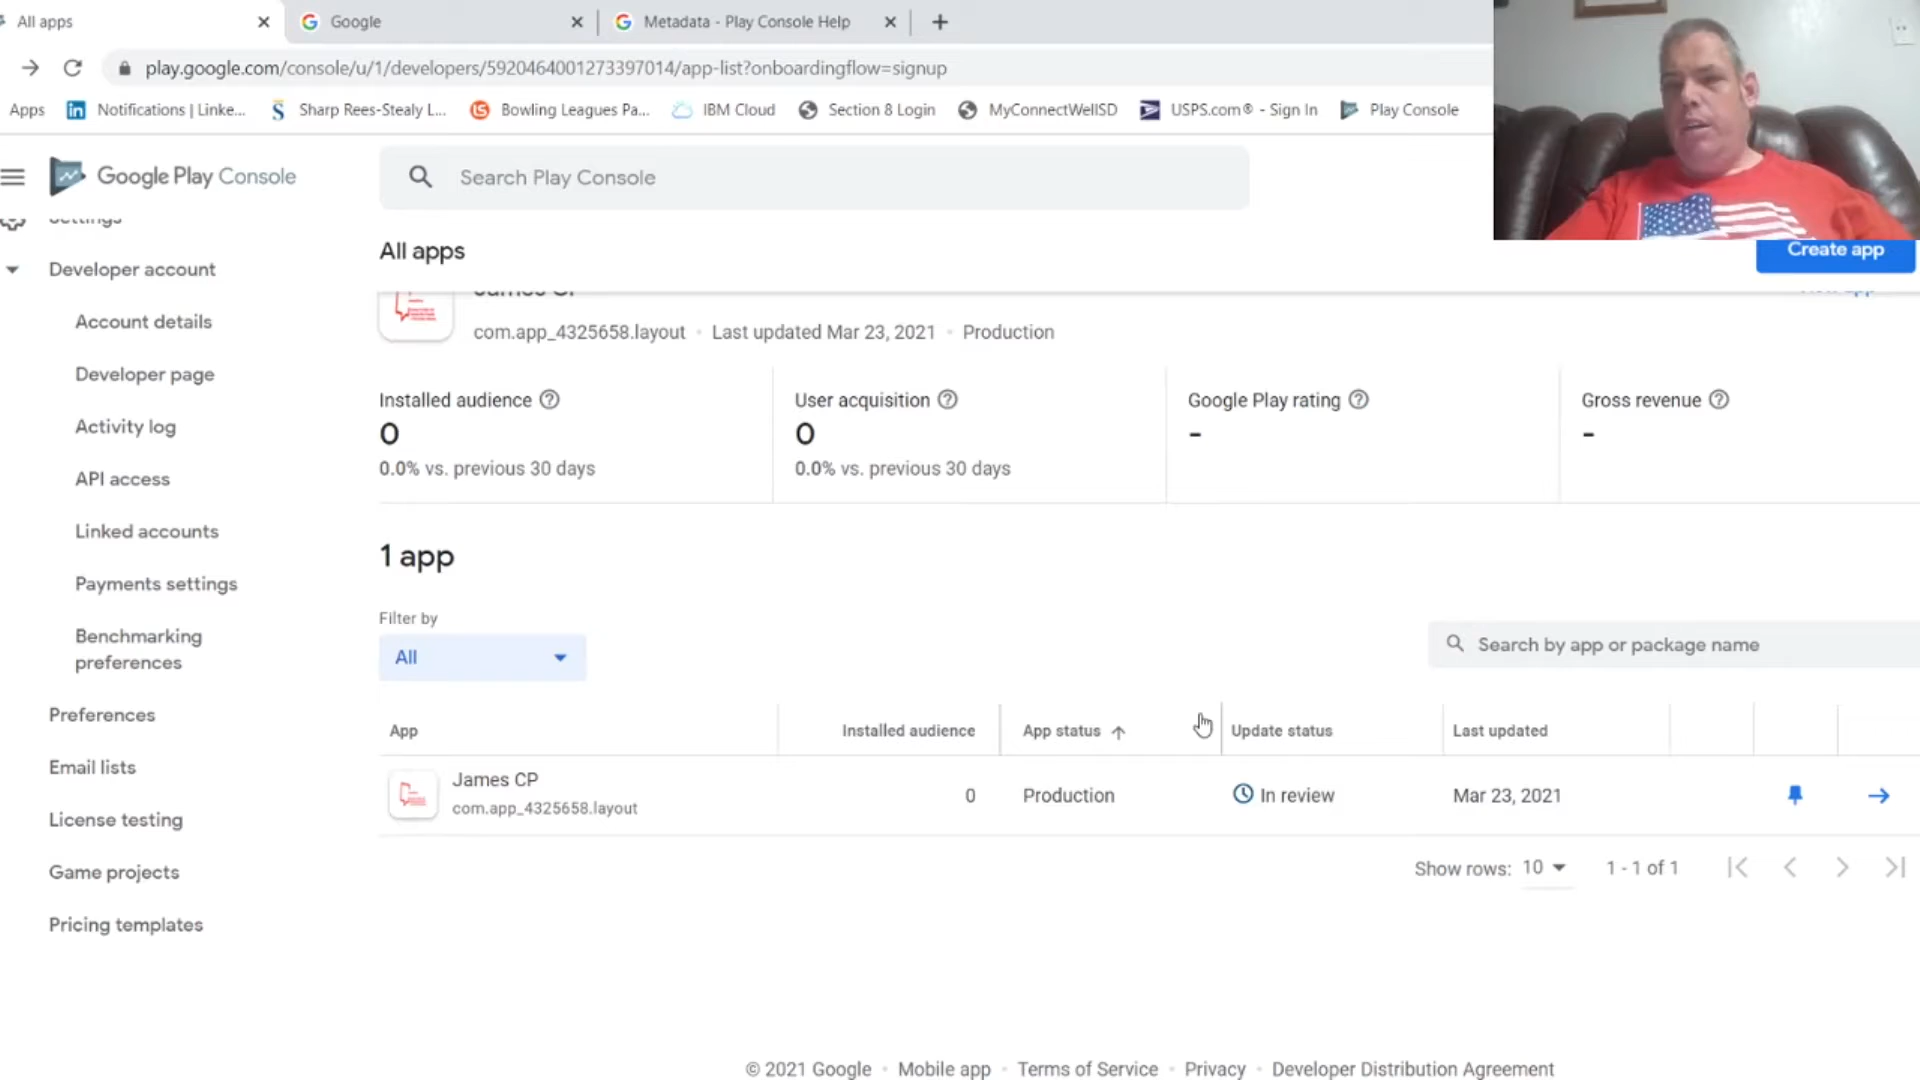 All apps
Google
Metadata - Play Console Help
play.google.com/console/u/1/developers/5920464001273397014/app-list?onboardingflow=signup
Apps
Notifications | Linke...
Sharp Rees-Stealy L...
Bowling Leagues Pa...
IBM Cloud
Section 8 Login
MyConnectWellSD
USPS.com® - Sign In
Play Console
Google Play Console
Search Play Console
Settings
Developer account
Account details
Developer page
Activity log
API access
Linked accounts
Payments settings
Benchmarking
preferences
Preferences
Email lists
License testing
Game projects
Pricing templates
All apps
Create app
James CP
com.app_4325658.layout • Last updated Mar 23, 2021 • Production
Installed audience
0
0.0% vs. previous 30 days
User acquisition
0
0.0% vs. previous 30 days
Google Play rating
-
Gross revenue
-
1 app
Filter by
All
Search by app or package name
App
Installed audience
App status
Update status
Last updated
James CP
com.app_4325658.layout
0
Production
In review
Mar 23, 2021
Show rows: 10
1 - 1 of 1
© 2021 Google • Mobile app • Terms of Service • Privacy • Developer Distribution Agreement